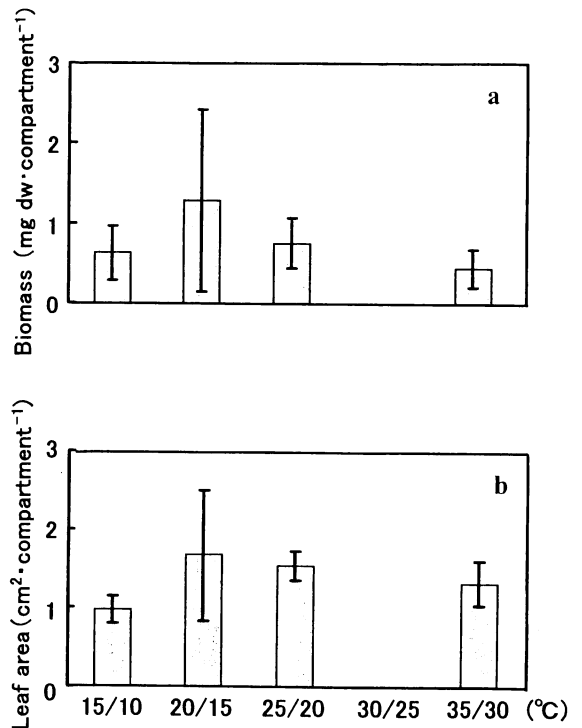 Biomass (mg dw·compartment⁻¹)
3
2
1
0
a
Leaf area (cm²·compartment⁻¹)
3
2
1
0
b
15/10 20/15 25/20 30/25 35/30 (℃)